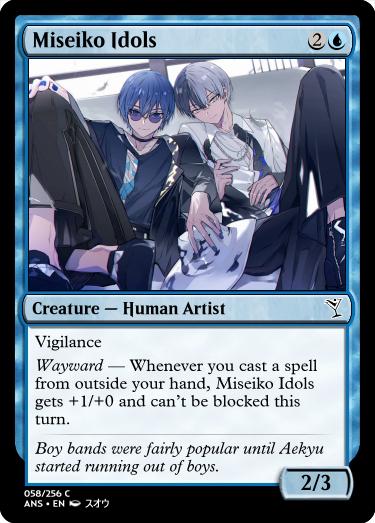 Miseiko Idols 2
Creature — Human Artist
Vigilance
Wayward — Whenever you cast a spell
from outside your hand, Miseiko Idols
gets +1/+0 and can't be blocked this
turn.
Boy bands were fairly popular until Aekyu
started running out of boys.
2/3
058/256 C
ANS • EN スオウ